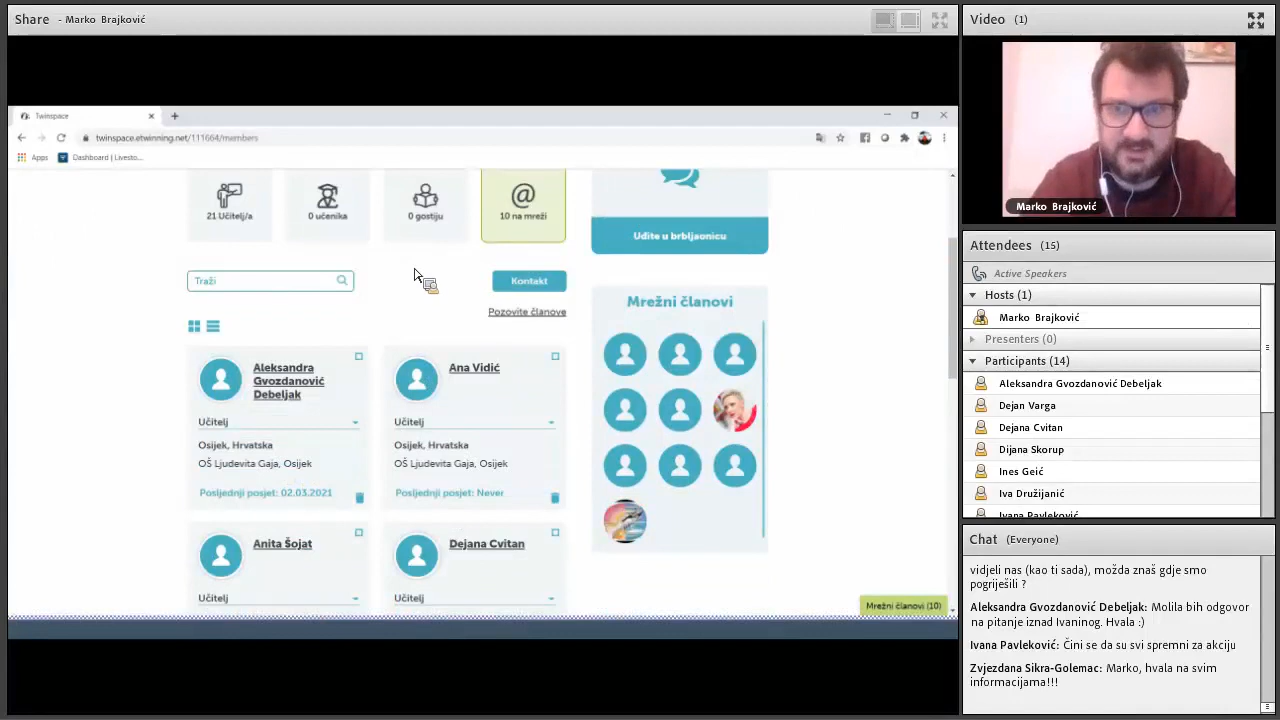 Share - Marko Brajković
Twinspace
twinspace.etwinning.net/111664/members
Apps
Dashboard | Livesto...
21 Učitelj/a
0 učenika
0 gostiju
@
10 na mreži
Uđite u brbljaonicu
Traži
Kontakt
Pozovite članove
Mrežni članovi
Aleksandra
Gvozdanović
Debeljak
Učitelj
Osijek, Hrvatska
OŠ Ljudevita Gaja, Osijek
Posljednji posjet: 02.03.2021
Ana Vidić
Učitelj
Osijek, Hrvatska
OŠ Ljudevita Gaja, Osijek
Posljednji posjet: Never
Anita Šojat
Učitelj
Dejana Cvitan
Učitelj
Mrežni članovi (10)
Video (1)
Marko Brajković
Attendees (15)
Active Speakers
Hosts (1)
Marko Brajković
Presenters (0)
Participants (14)
Aleksandra Gvozdanović Debeljak
Dejan Varga
Dejana Cvitan
Dijana Skorup
Ines Geić
Iva Družijanić
Ivana Pavleković
Chat (Everyone)
vidjeli nas (kao ti sada), možda znaš gdje smo
pogriješili ?
Aleksandra Gvozdanović Debeljak: Molila bih odgovor
na pitanje iznad Ivaninog. Hvala :)
Ivana Pavleković: Čini se da su svi spremni za akciju
Zvjezdana Sikra-Golemac: Marko, hvala na svim
informacijama!!!